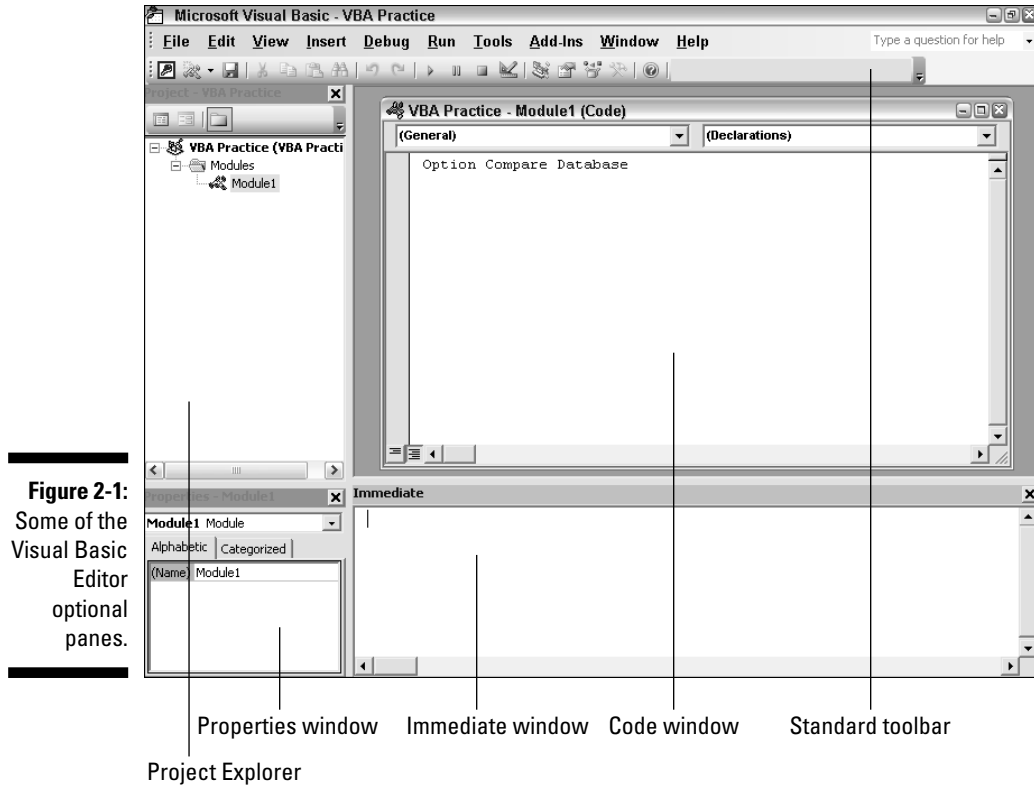 Microsoft Visual Basic - VBA Practice
File Edit View Insert Debug Run Tools Add-Ins Window Help
Type a question for help
Project - VBA Practice
VBA Practice (VBA Practi
Modules
Module1
VBA Practice - Module1 (Code)
(General)
(Declarations)
Option Compare Database
Properties - Module1
Module1 Module
Alphabetic
Categorized
(Name) Module1
Immediate
Figure 2-1:
Some of the
Visual Basic
Editor
optional
panes.
Properties window
Immediate window
Code window
Standard toolbar
Project Explorer